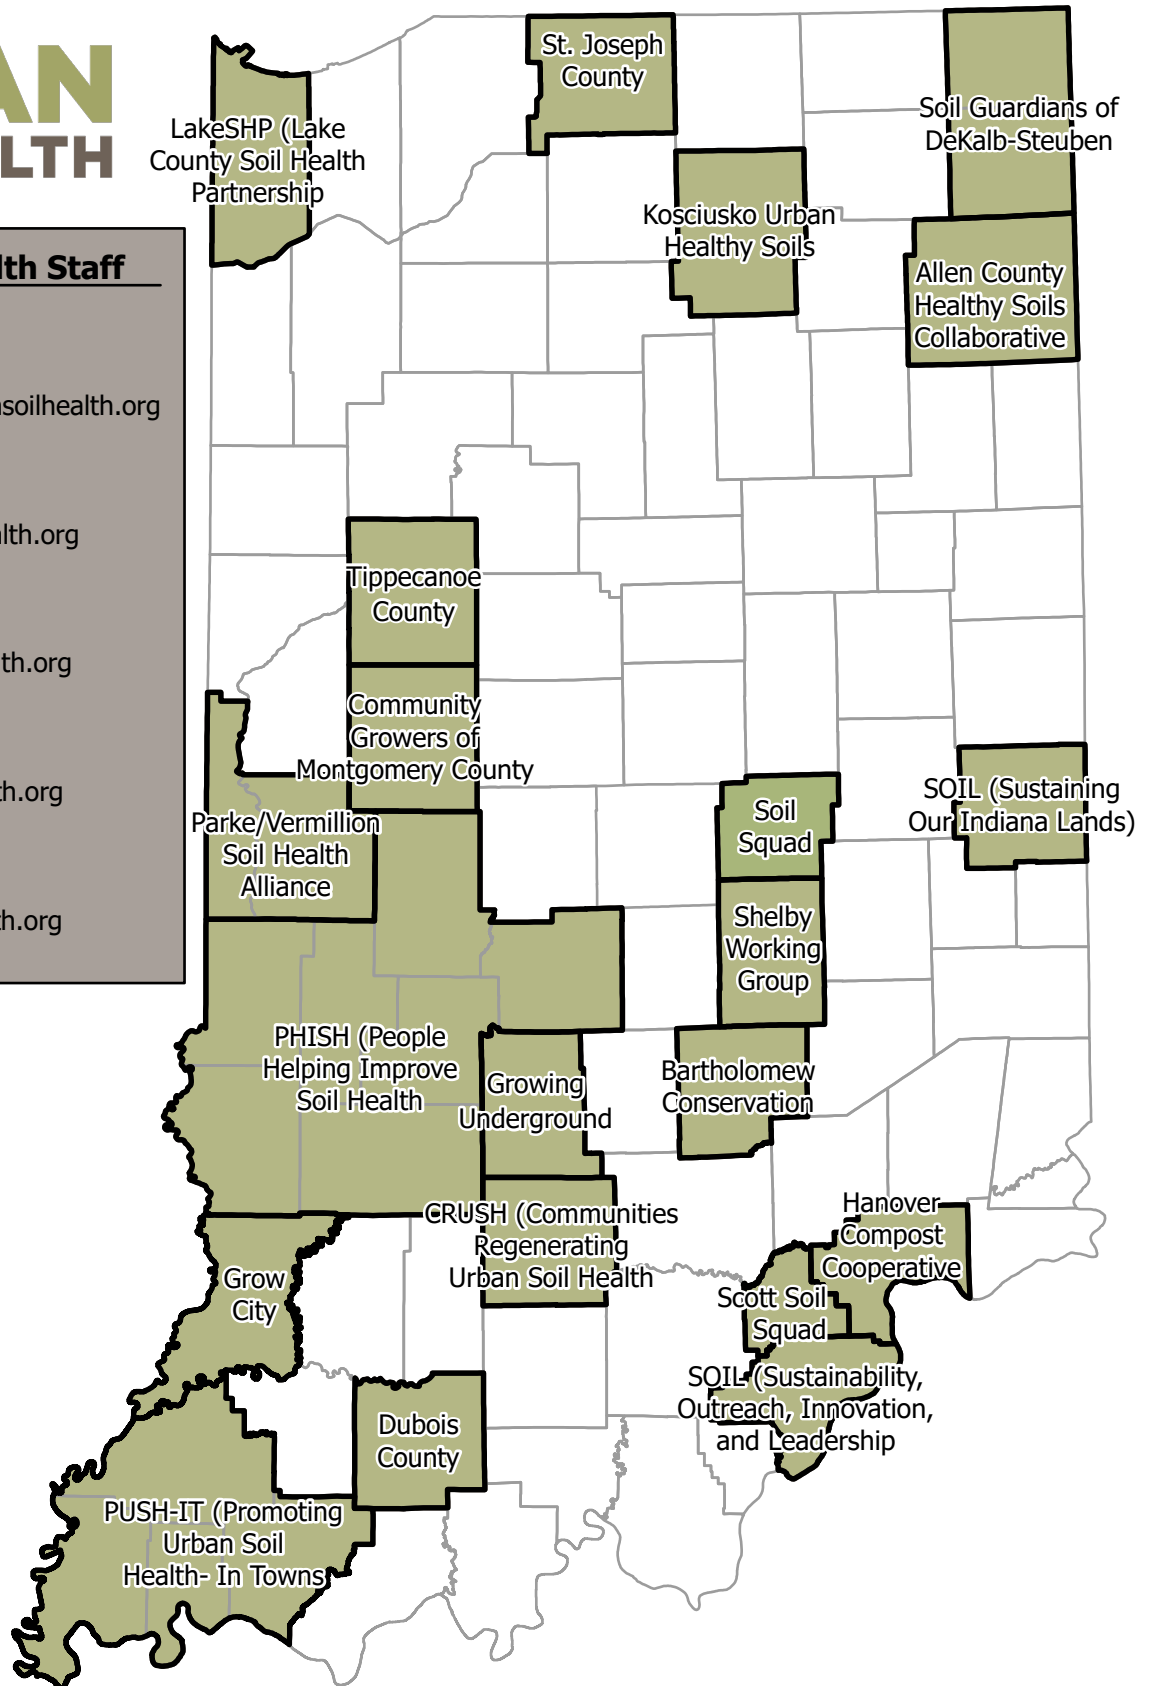 AN
LTH
lth Staff
nsoilhealth.org
alth.org
lth.org
th.org
th.org
St. Joseph
County
Soil Guardians of
DeKalb-Steuben
LakeSHP (Lake
County Soil Health
Partnership
Kosciusko Urban
Healthy Soils
Allen County
Healthy Soils
Collaborative
Tippecanoe
County
Community
Growers of
Montgomery County
Soil
Squad
SOIL (Sustaining
Our Indiana Lands)
Parke/Vermillion
Soil Health
Alliance
Shelby
Working
Group
PHISH (People
Helping Improve
Soil Health
Growing
Underground
Bartholomew
Conservation
CRUSH (Communities
Regenerating
Urban Soil Health
Hanover
Compost
Cooperative
Grow
City
Scott Soil
Squad
SOIL (Sustainability,
Outreach, Innovation,
and Leadership
Dubois
County
PUSH-IT (Promoting
Urban Soil
Health- In Towns